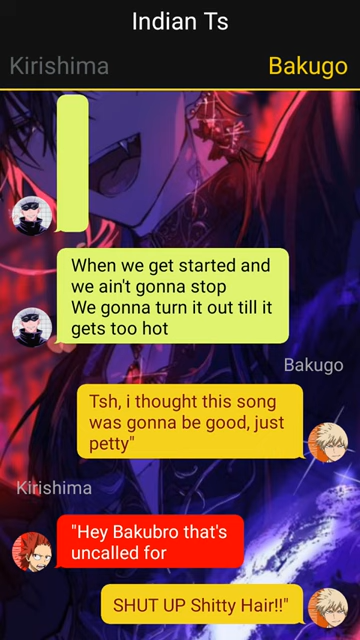 Indian Ts
Kirishima
Bakugo
When we get started and
we ain't gonna stop
We gonna turn it out till it
gets too hot
Bakugo
Tsh, i thought this song
was gonna be good, just
petty"
Kirishima
"Hey Bakubro that's
uncalled for
SHUT UP Shitty Hair!!"